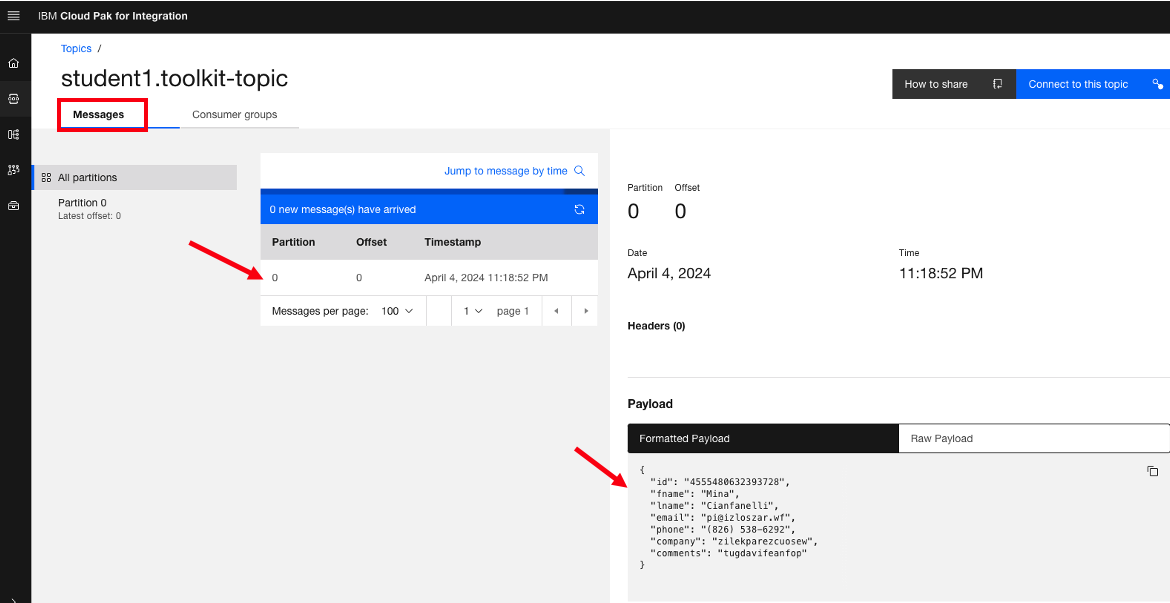 IBM Cloud Pak for Integration
Topics /
student1.toolkit-topic
How to share
Connect to this topic
Messages
Consumer groups
All partitions
Partition 0
Latest offset: 0
Jump to message by time
0 new message(s) have arrived
Partition Offset Timestamp
0 0 April 4, 2024 11:18:52 PM
Messages per page: 100 1 page 1
Partition Offset
0 0
Date Time
April 4, 2024 11:18:52 PM
Headers (0)
Payload
Formatted Payload Raw Payload
{
"id": "4555480632393728",
"fname": "Mina",
"lname": "Cianfanelli",
"email": "pi@izloszar.wf",
"phone": "(826) 538-6292",
"company": "zilekparezcuosew",
"comments": "tugdavifeanfop"
}